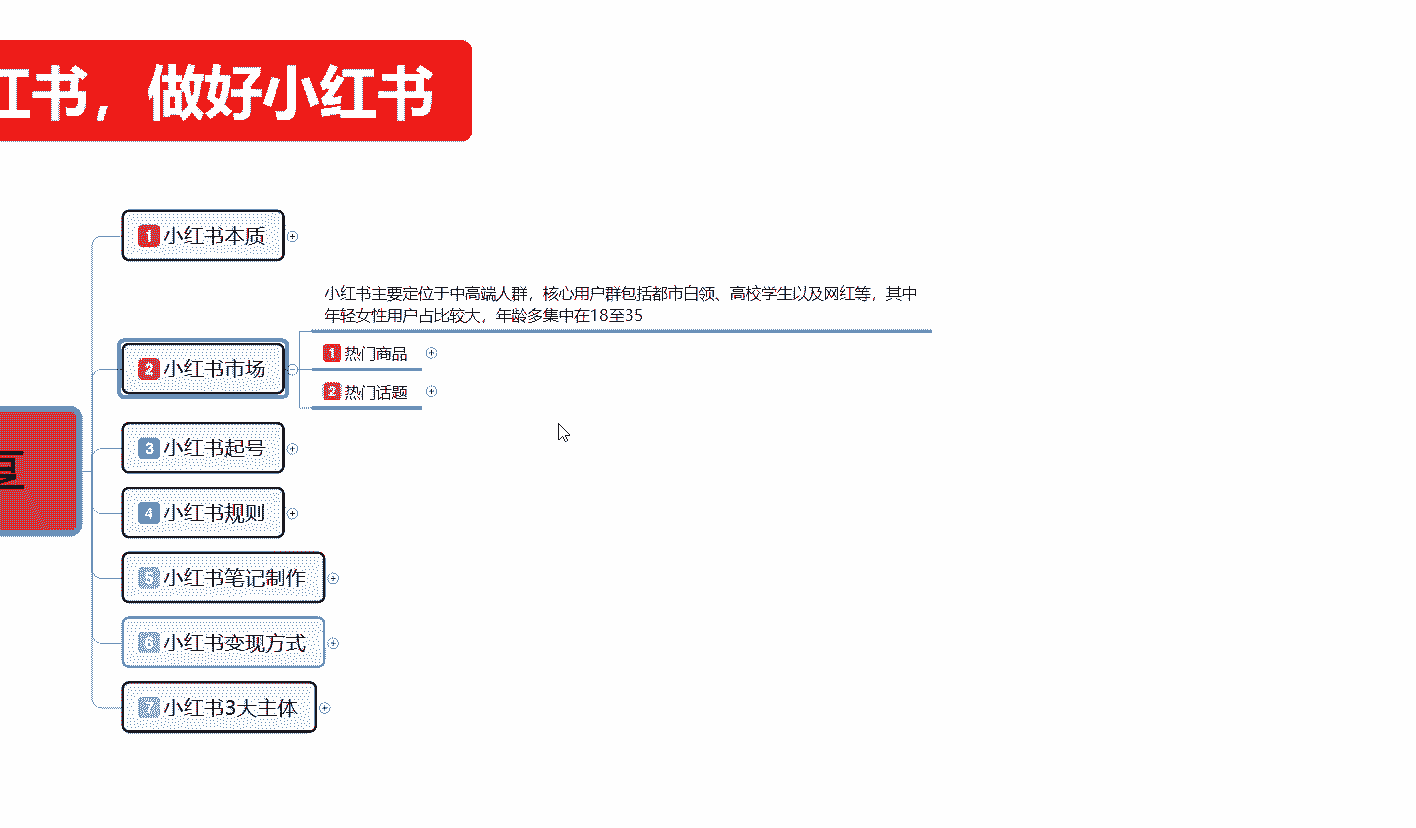 红书，做好小红书
1 小红书本质
小红书主要定位于中高端人群，核心用户群包括都市白领、高校学生以及网红等，其中
年轻女性用户占比较大，年龄多集中在18至35
2 小红书市场
1 热门商品
2 热门话题
3 小红书起号
4 小红书规则
5 小红书笔记制作
6 小红书变现方式
7 小红书3大主体